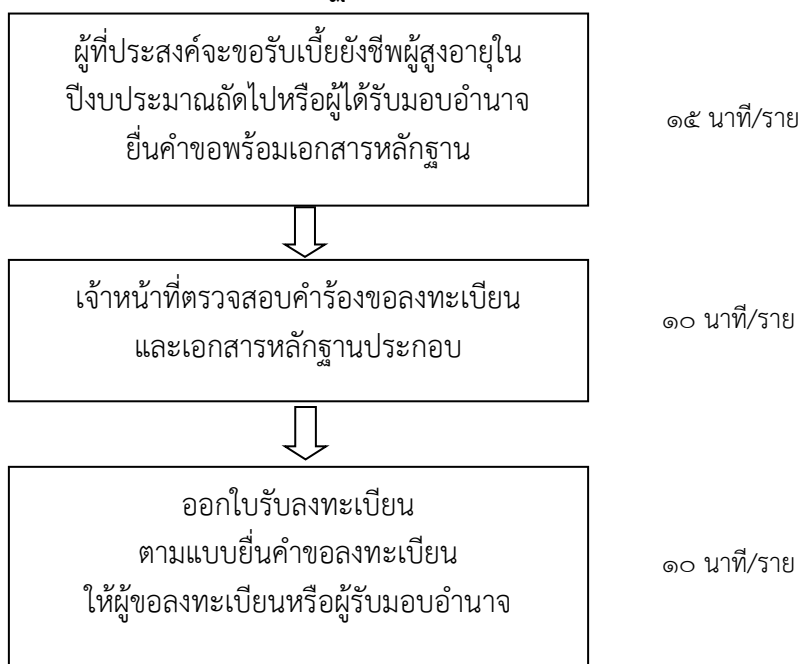 ผู้ที่ประสงค์จะขอรับเบี้ยยังชีพผู้สูงอายุใน
ปีงบประมาณถัดไปหรือผู้ได้รับมอบอำนาจ
ยื่นคำขอพร้อมเอกสารหลักฐาน
๑๕ นาที/ราย
เจ้าหน้าที่ตรวจสอบคำร้องขอลงทะเบียน
และเอกสารหลักฐานประกอบ
๑๐ นาที/ราย
ออกใบรับลงทะเบียน
ตามแบบยื่นคำขอลงทะเบียน
ให้ผู้ขอลงทะเบียนหรือผู้รับมอบอำนาจ
๑๐ นาที/ราย